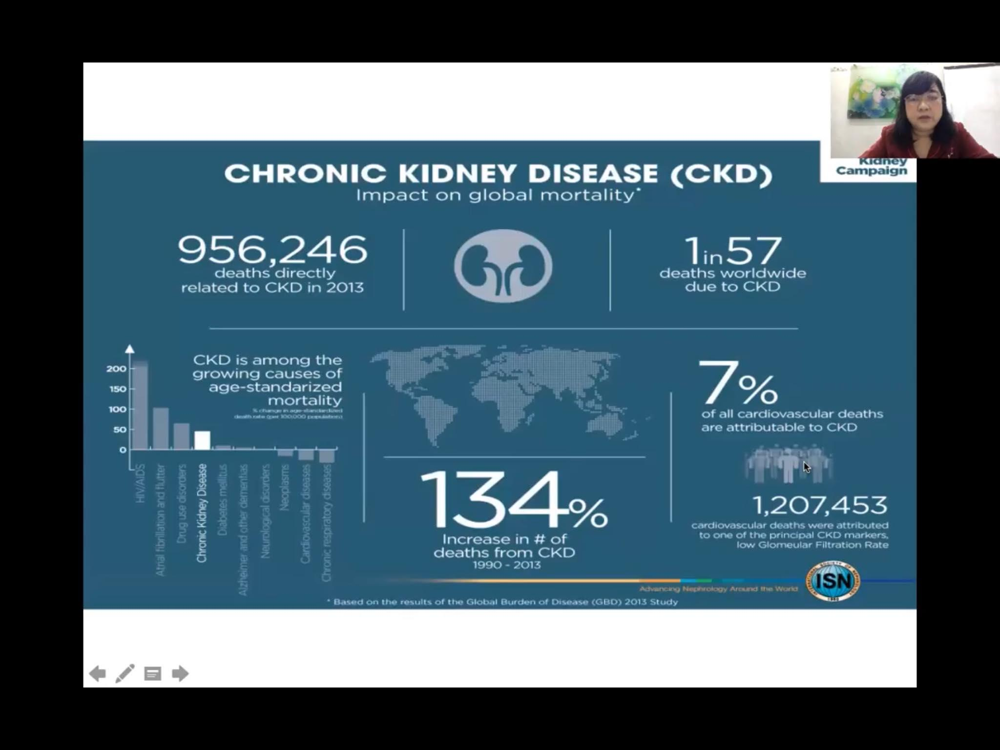 Kidney
Campaign
CHRONIC KIDNEY DISEASE (CKD)
Impact on global mortality*
956,246
deaths directly
related to CKD in 2013
1 in 57
deaths worldwide
due to CKD
CKD is among the
growing causes of
age-standarized
mortality
% change in age-standardized
death rate (per 100,000 population)
200
150
100
50
0
HIV/AIDS
Atrial fibrillation and flutter
Drug use disorders
Chronic Kidney Disease
Diabetes mellitus
Alzheimer and other dementias
Neurological disorders
Neoplasms
Cardiovascular diseases
Chronic respiratory diseases
134%
Increase in # of
deaths from CKD
1990 - 2013
7%
of all cardiovascular deaths
are attributable to CKD
1,207,453
cardiovascular deaths were attributed
to one of the principal CKD markers,
low Glomeular Filtration Rate
Advancing Nephrology Around the World
INTERNATIONAL SOCIETY OF NEPHROLOGY
ISN
1960
* Based on the results of the Global Burden of Disease (GBD) 2013 Study